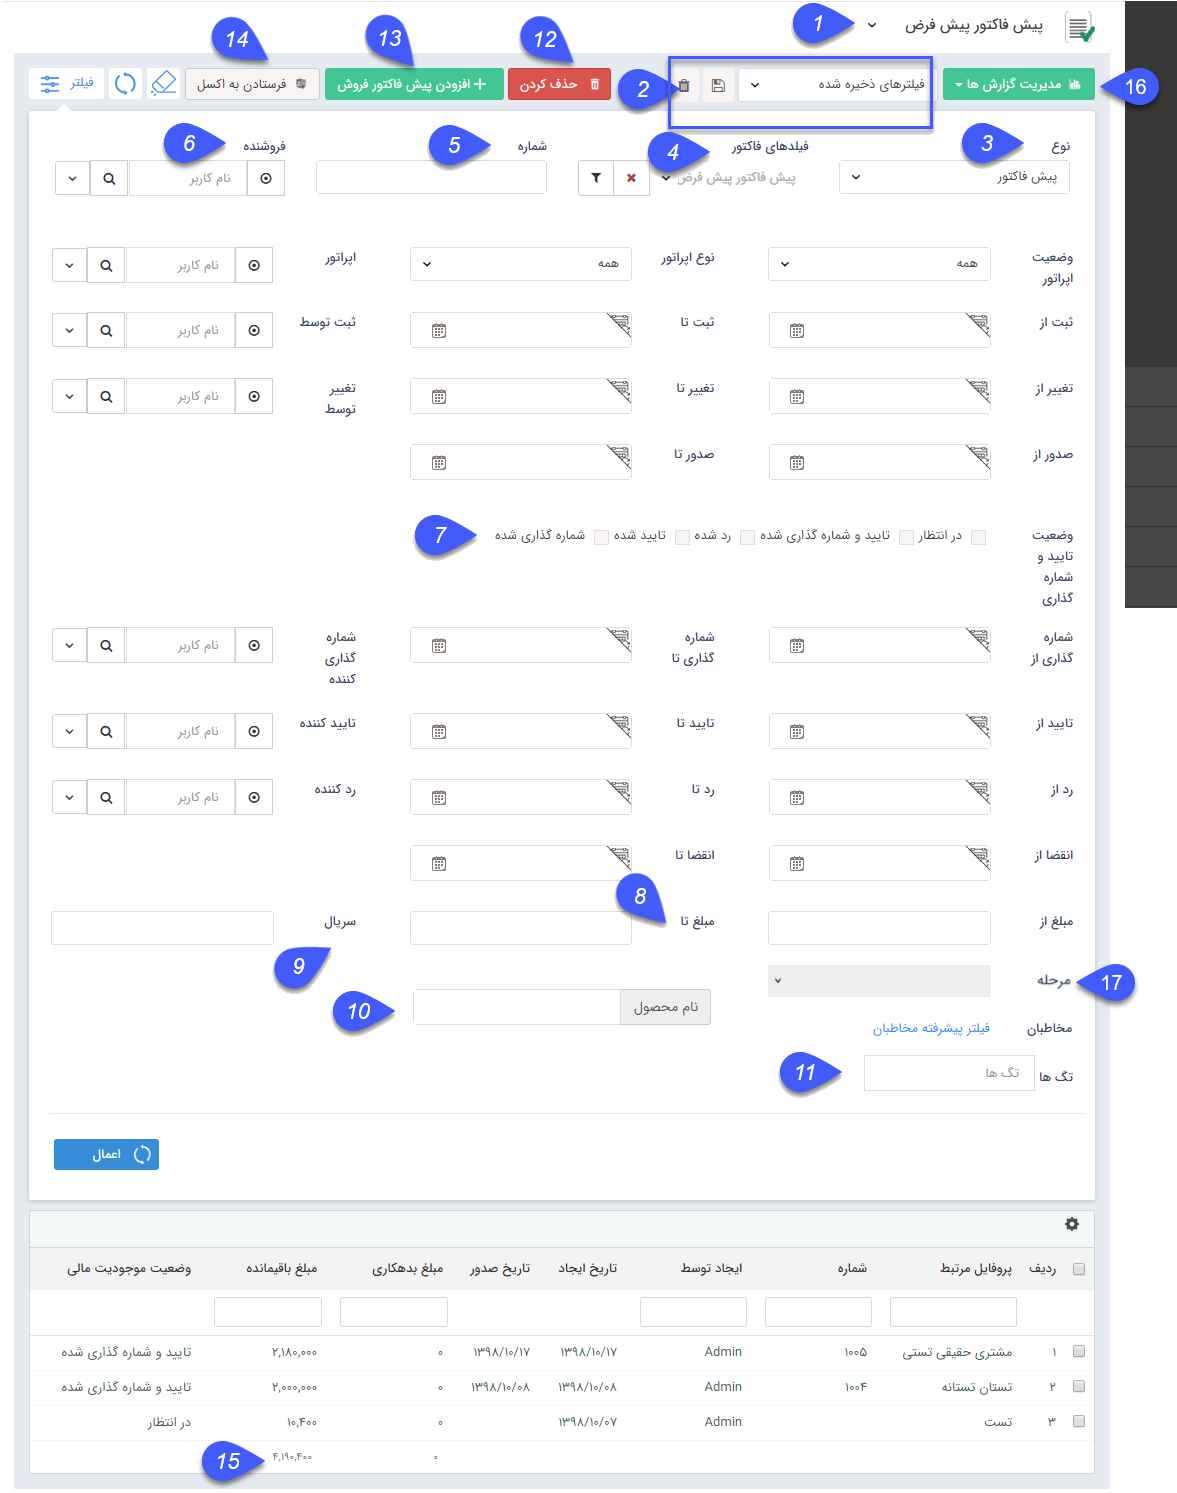 پیش فاکتور پیش فرض 1
16 مدیریت گزارش ها فیلترهای ذخیره شده 2 حذف کردن 12 + افزودن پیش فاکتور فروش 13 فرستادن به اکسل 14 فیلتر
نوع 3 فیلدهای فاکتور 4 شماره 5 فروشنده 6
پیش فاکتور پیش فاکتور پیش فرض نام کاربر
وضعیت اپراتور همه نوع اپراتور همه اپراتور نام کاربر
ثبت از ثبت تا ثبت توسط نام کاربر
تغییر از تغییر تا تغییر توسط نام کاربر
صدور از صدور تا
وضعیت تایید و شماره گذاری در انتظار تایید و شماره گذاری شده رد شده تایید شده شماره گذاری شده 7
شماره گذاری از شماره گذاری تا شماره گذاری کننده نام کاربر
تایید از تایید تا تایید کننده نام کاربر
رد از رد تا رد کننده نام کاربر
انقضا از انقضا تا
مبلغ از مبلغ تا 8 سریال 9
مرحله 17
نام محصول 10
مخاطبان فیلتر پیشرفته مخاطبان
تگ ها تگ ها 11
اعمال
ردیف پروفایل مرتبط شماره ایجاد توسط تاریخ ایجاد تاریخ صدور مبلغ بدهکاری مبلغ باقیمانده وضعیت موجودیت مالی
۱ مشتری حقیقی تستی ۱۰۰۵ Admin ۱۳۹۸/۱۰/۱۷ ۱۳۹۸/۱۰/۱۷ ۰ ۲,۱۸۰,۰۰۰ تایید و شماره گذاری شده
۲ تستان تستانه ۱۰۰۴ Admin ۱۳۹۸/۱۰/۰۸ ۱۳۹۸/۱۰/۰۸ ۰ ۲,۰۰۰,۰۰۰ تایید و شماره گذاری شده
۳ تست Admin ۱۳۹۸/۱۰/۰۷ ۰ ۱۰,۴۰۰ در انتظار
۰ ۴,۱۹۰,۴۰۰ 15